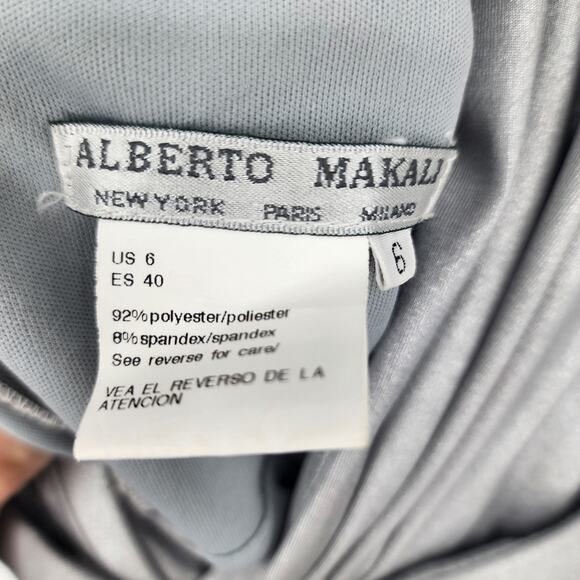 ALBERTO MAKALI
NEW YORK PARIS MILANO
6
US 6
ES 40
92%polyester/poliester
8%spandex/spandex
See reverse for care/
VEA EL REVERSO DE LA
ATENCION